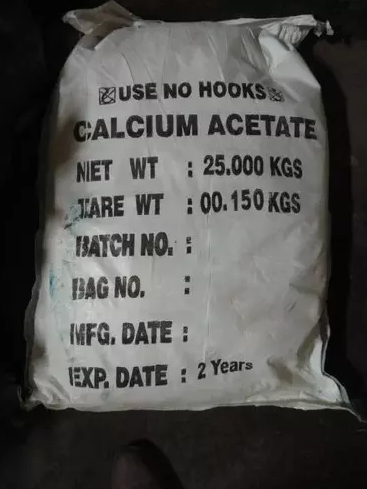 USE NO HOOKS
CALCIUM ACETATE
NET WT : 25.000 KGS
TARE WT : 00.150 KGS
BATCH NO. :
BAG NO. :
MFG. DATE :
EXP. DATE : 2 Years